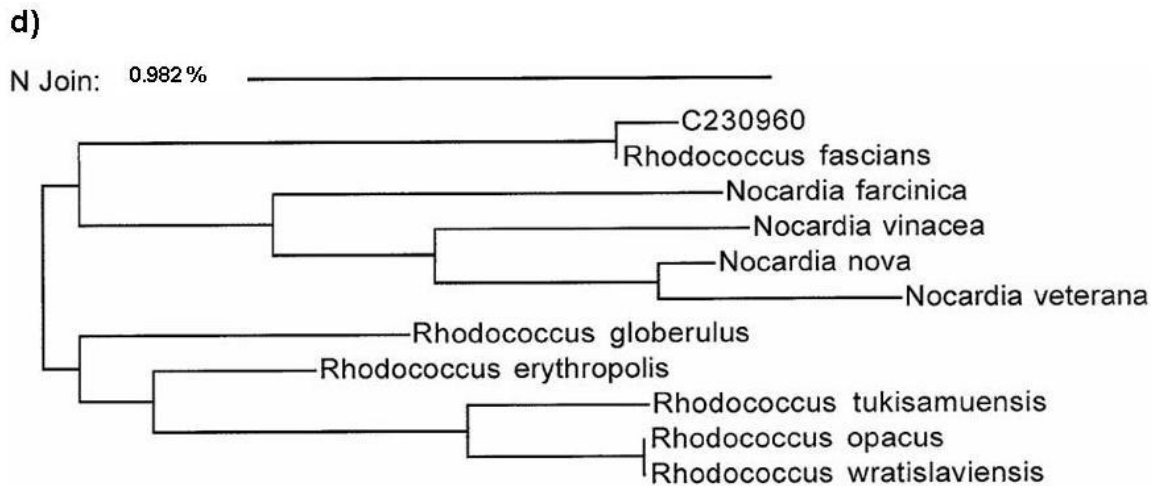 d)
N Join: 0.982%
C230960
Rhodococcus fascians
Nocardia farcinica
Nocardia vinacea
Nocardia nova
Nocardia veterana
Rhodococcus globerulus
Rhodococcus erythropolis
Rhodococcus tukisamuensis
Rhodococcus opacus
Rhodococcus wratislaviensis